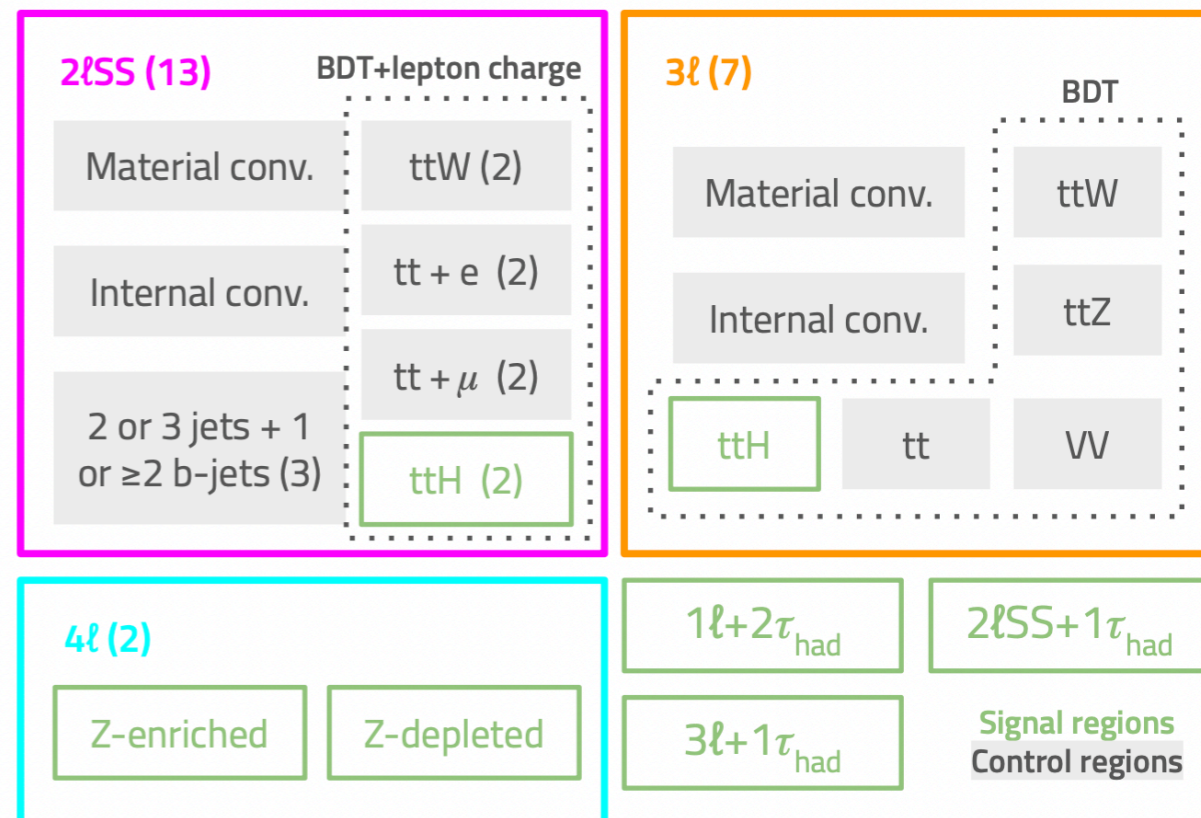 2ℓSS (13)
BDT+lepton charge
Material conv.
ttW (2)
Internal conv.
tt + e (2)
tt + μ (2)
2 or 3 jets + 1
or ≥2 b-jets (3)
ttH (2)
3ℓ (7)
BDT
Material conv.
ttW
Internal conv.
ttZ
ttH
tt
VV
4ℓ (2)
Z-enriched
Z-depleted
1ℓ+2τhad
2ℓSS+1τhad
3ℓ+1τhad
Signal regions
Control regions